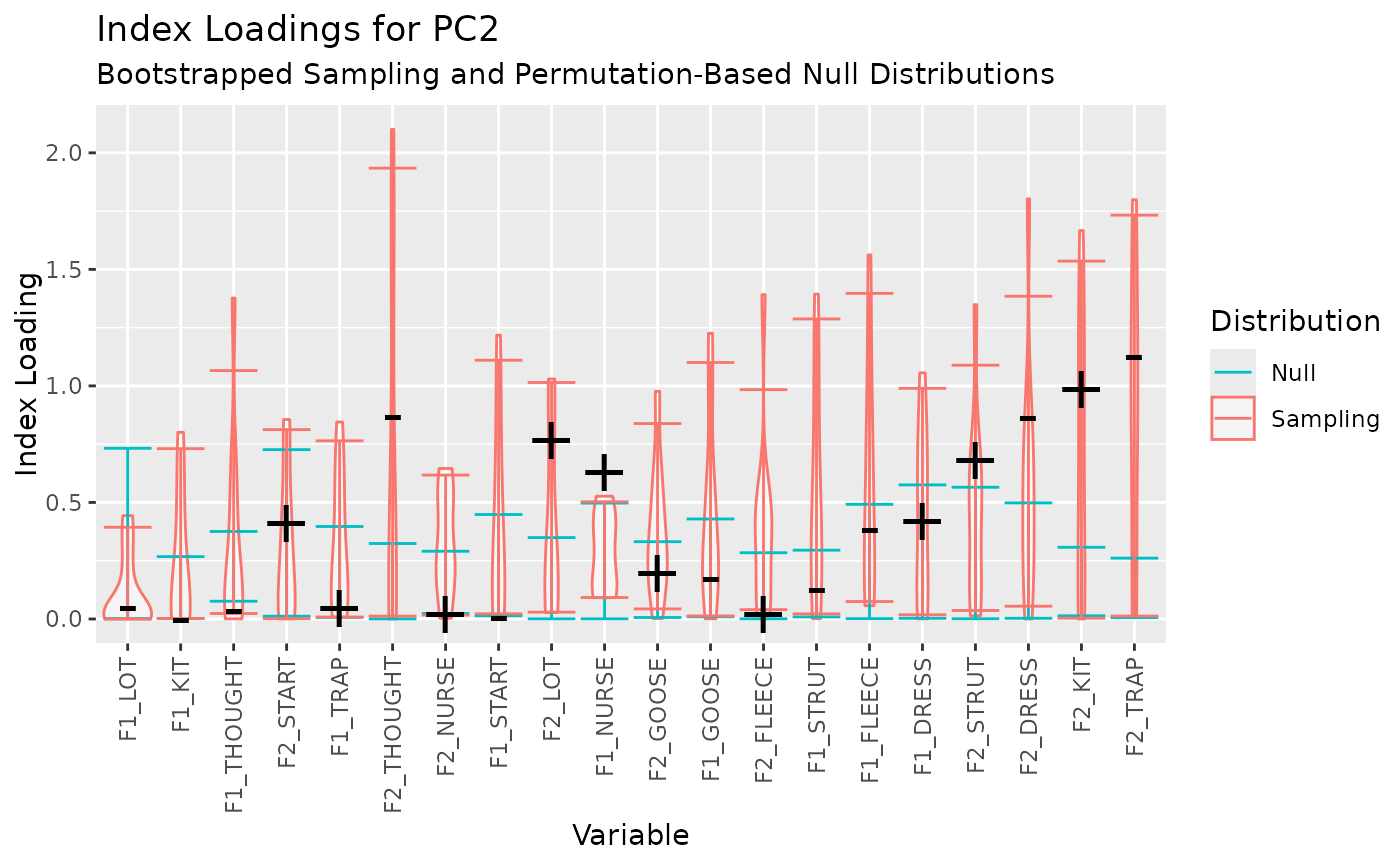 Index Loadings for PC2
Bootstrapped Sampling and Permutation-Based Null Distributions
Index Loading
2.0
1.5
1.0
0.5
0.0
F1_LOT
F1_KIT
F1_THOUGHT
F2_START
F1_TRAP
F2_THOUGHT
F2_NURSE
F1_START
F2_LOT
F1_NURSE
F2_GOOSE
F1_GOOSE
F2_FLEECE
F1_STRUT
F1_FLEECE
F1_DRESS
F2_STRUT
F2_DRESS
F2_KIT
F2_TRAP
Variable
Distribution
Null
Sampling